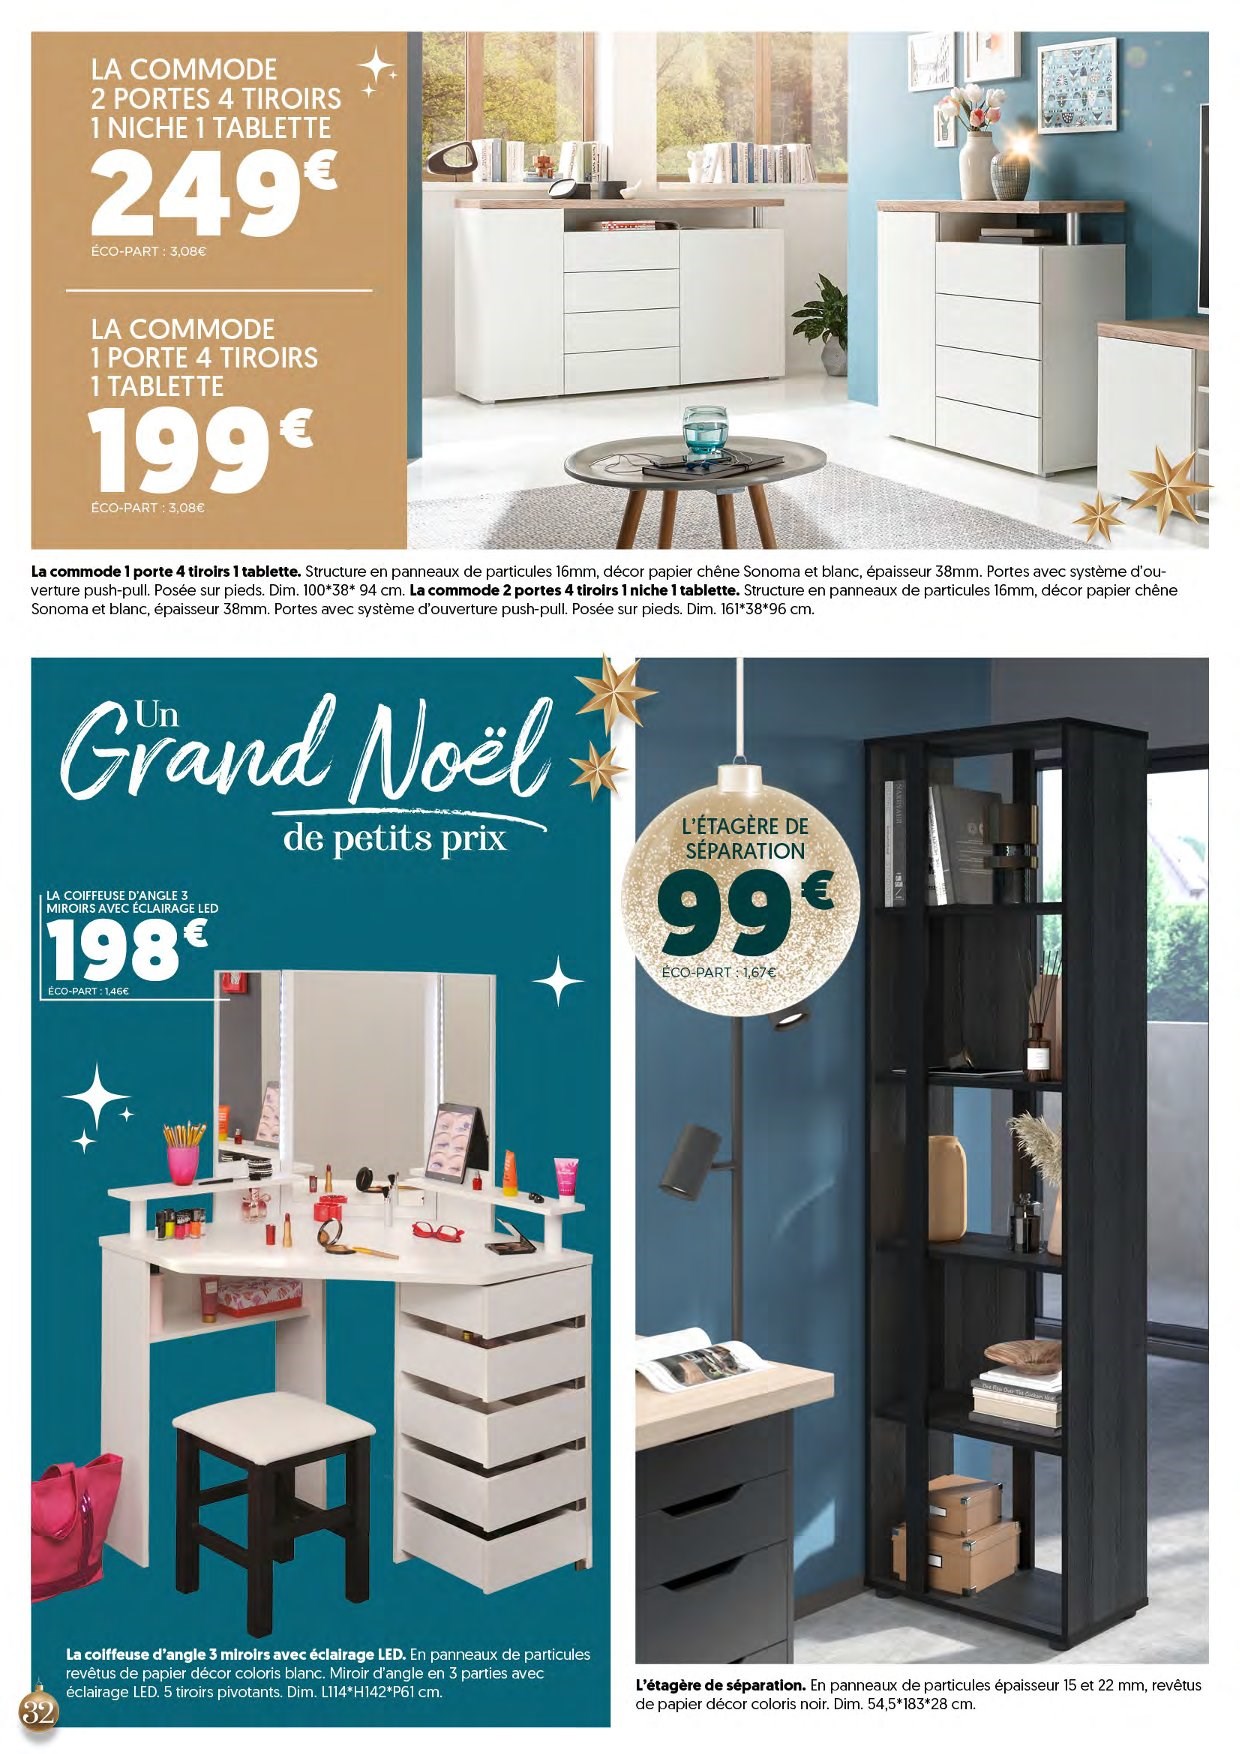 LA COMMODE
2 PORTES 4 TIROIRS
1 NICHE 1 TABLETTE
249€
ÉCO-PART : 3,08€
LA COMMODE
1 PORTE 4 TIROIRS
1 TABLETTE
199€
ÉCO-PART : 3,08€
La commode 1 porte 4 tiroirs 1 tablette. Structure en panneaux de particules 16mm, décor papier chêne Sonoma et blanc, épaisseur 38mm. Portes avec système d'ou-
verture push-pull. Posée sur pieds. Dim. 100*38* 94 cm. La commode 2 portes 4 tiroirs 1 niche 1 tablette. Structure en panneaux de particules 16mm, décor papier chêne
Sonoma et blanc, épaisseur 38mm. Portes avec système d'ouverture push-pull. Posée sur pieds. Dim. 161*38*96 cm.
Un
Grand Noël
de petits prix
LA COIFFEUSE D'ANGLE 3
MIROIRS AVEC ÉCLAIRAGE LED
198€
ÉCO-PART : 1,46€
L'ÉTAGÈRE DE
SÉPARATION
99€
ÉCO-PART : 1,67€
La coiffeuse d'angle 3 miroirs avec éclairage LED. En panneaux de particules
revêtus de papier décor coloris blanc. Miroir d'angle en 3 parties avec
éclairage LED. 5 tiroirs pivotants. Dim. L114*H142*P61 cm.
L'étagère de séparation. En panneaux de particules épaisseur 15 et 22 mm, revêtus
de papier décor coloris noir. Dim. 54,5*183*28 cm.
32